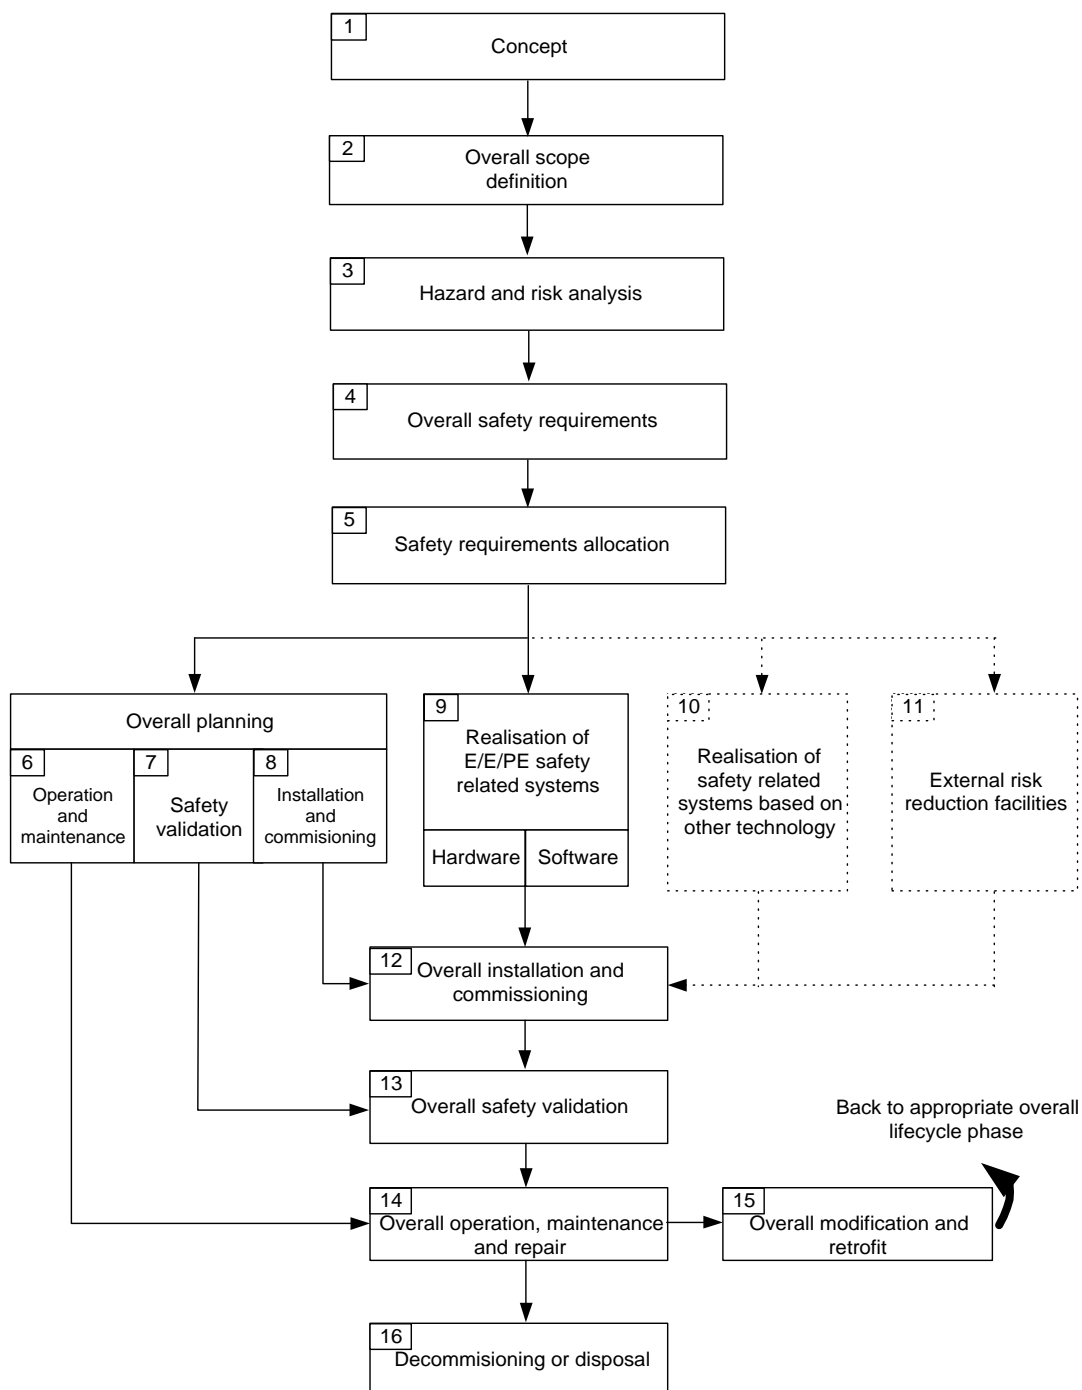 1
Concept
2
Overall scope
definition
3
Hazard and risk analysis
4
Overall safety requirements
5
Safety requirements allocation
Overall planning
6
Operation
and
maintenance
7
Safety
validation
8
Installation
and
commisioning
9
Realisation of
E/E/PE safety
related systems
Hardware
Software
10
Realisation of
safety related
systems based on
other technology
11
External risk
reduction facilities
12
Overall installation and
commissioning
13
Overall safety validation
Back to appropriate overall
lifecycle phase
14
Overall operation, maintenance
and repair
15
Overall modification and
retrofit
16
Decommisioning or disposal